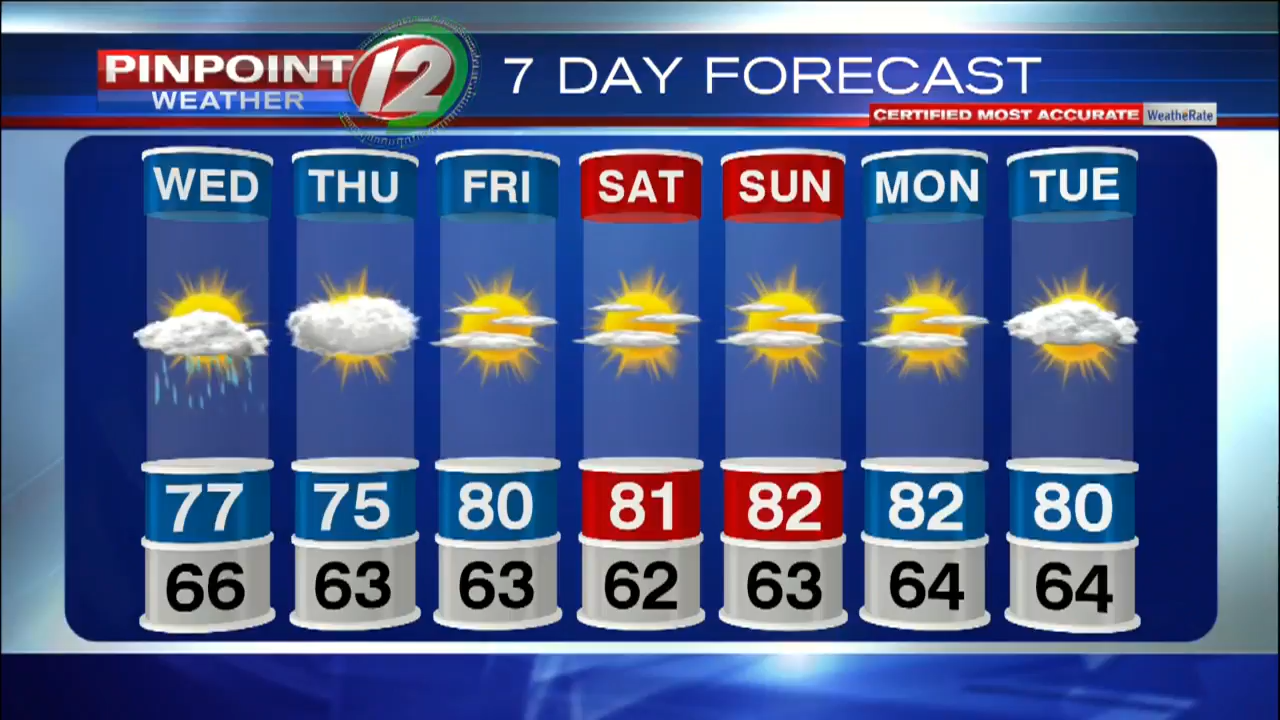 PINPOINT 12
WEATHER
7 DAY FORECAST
CERTIFIED MOST ACCURATE WeatheRate
WED THU FRI SAT SUN MON TUE
77 75 80 81 82 82 80
66 63 63 62 63 64 64